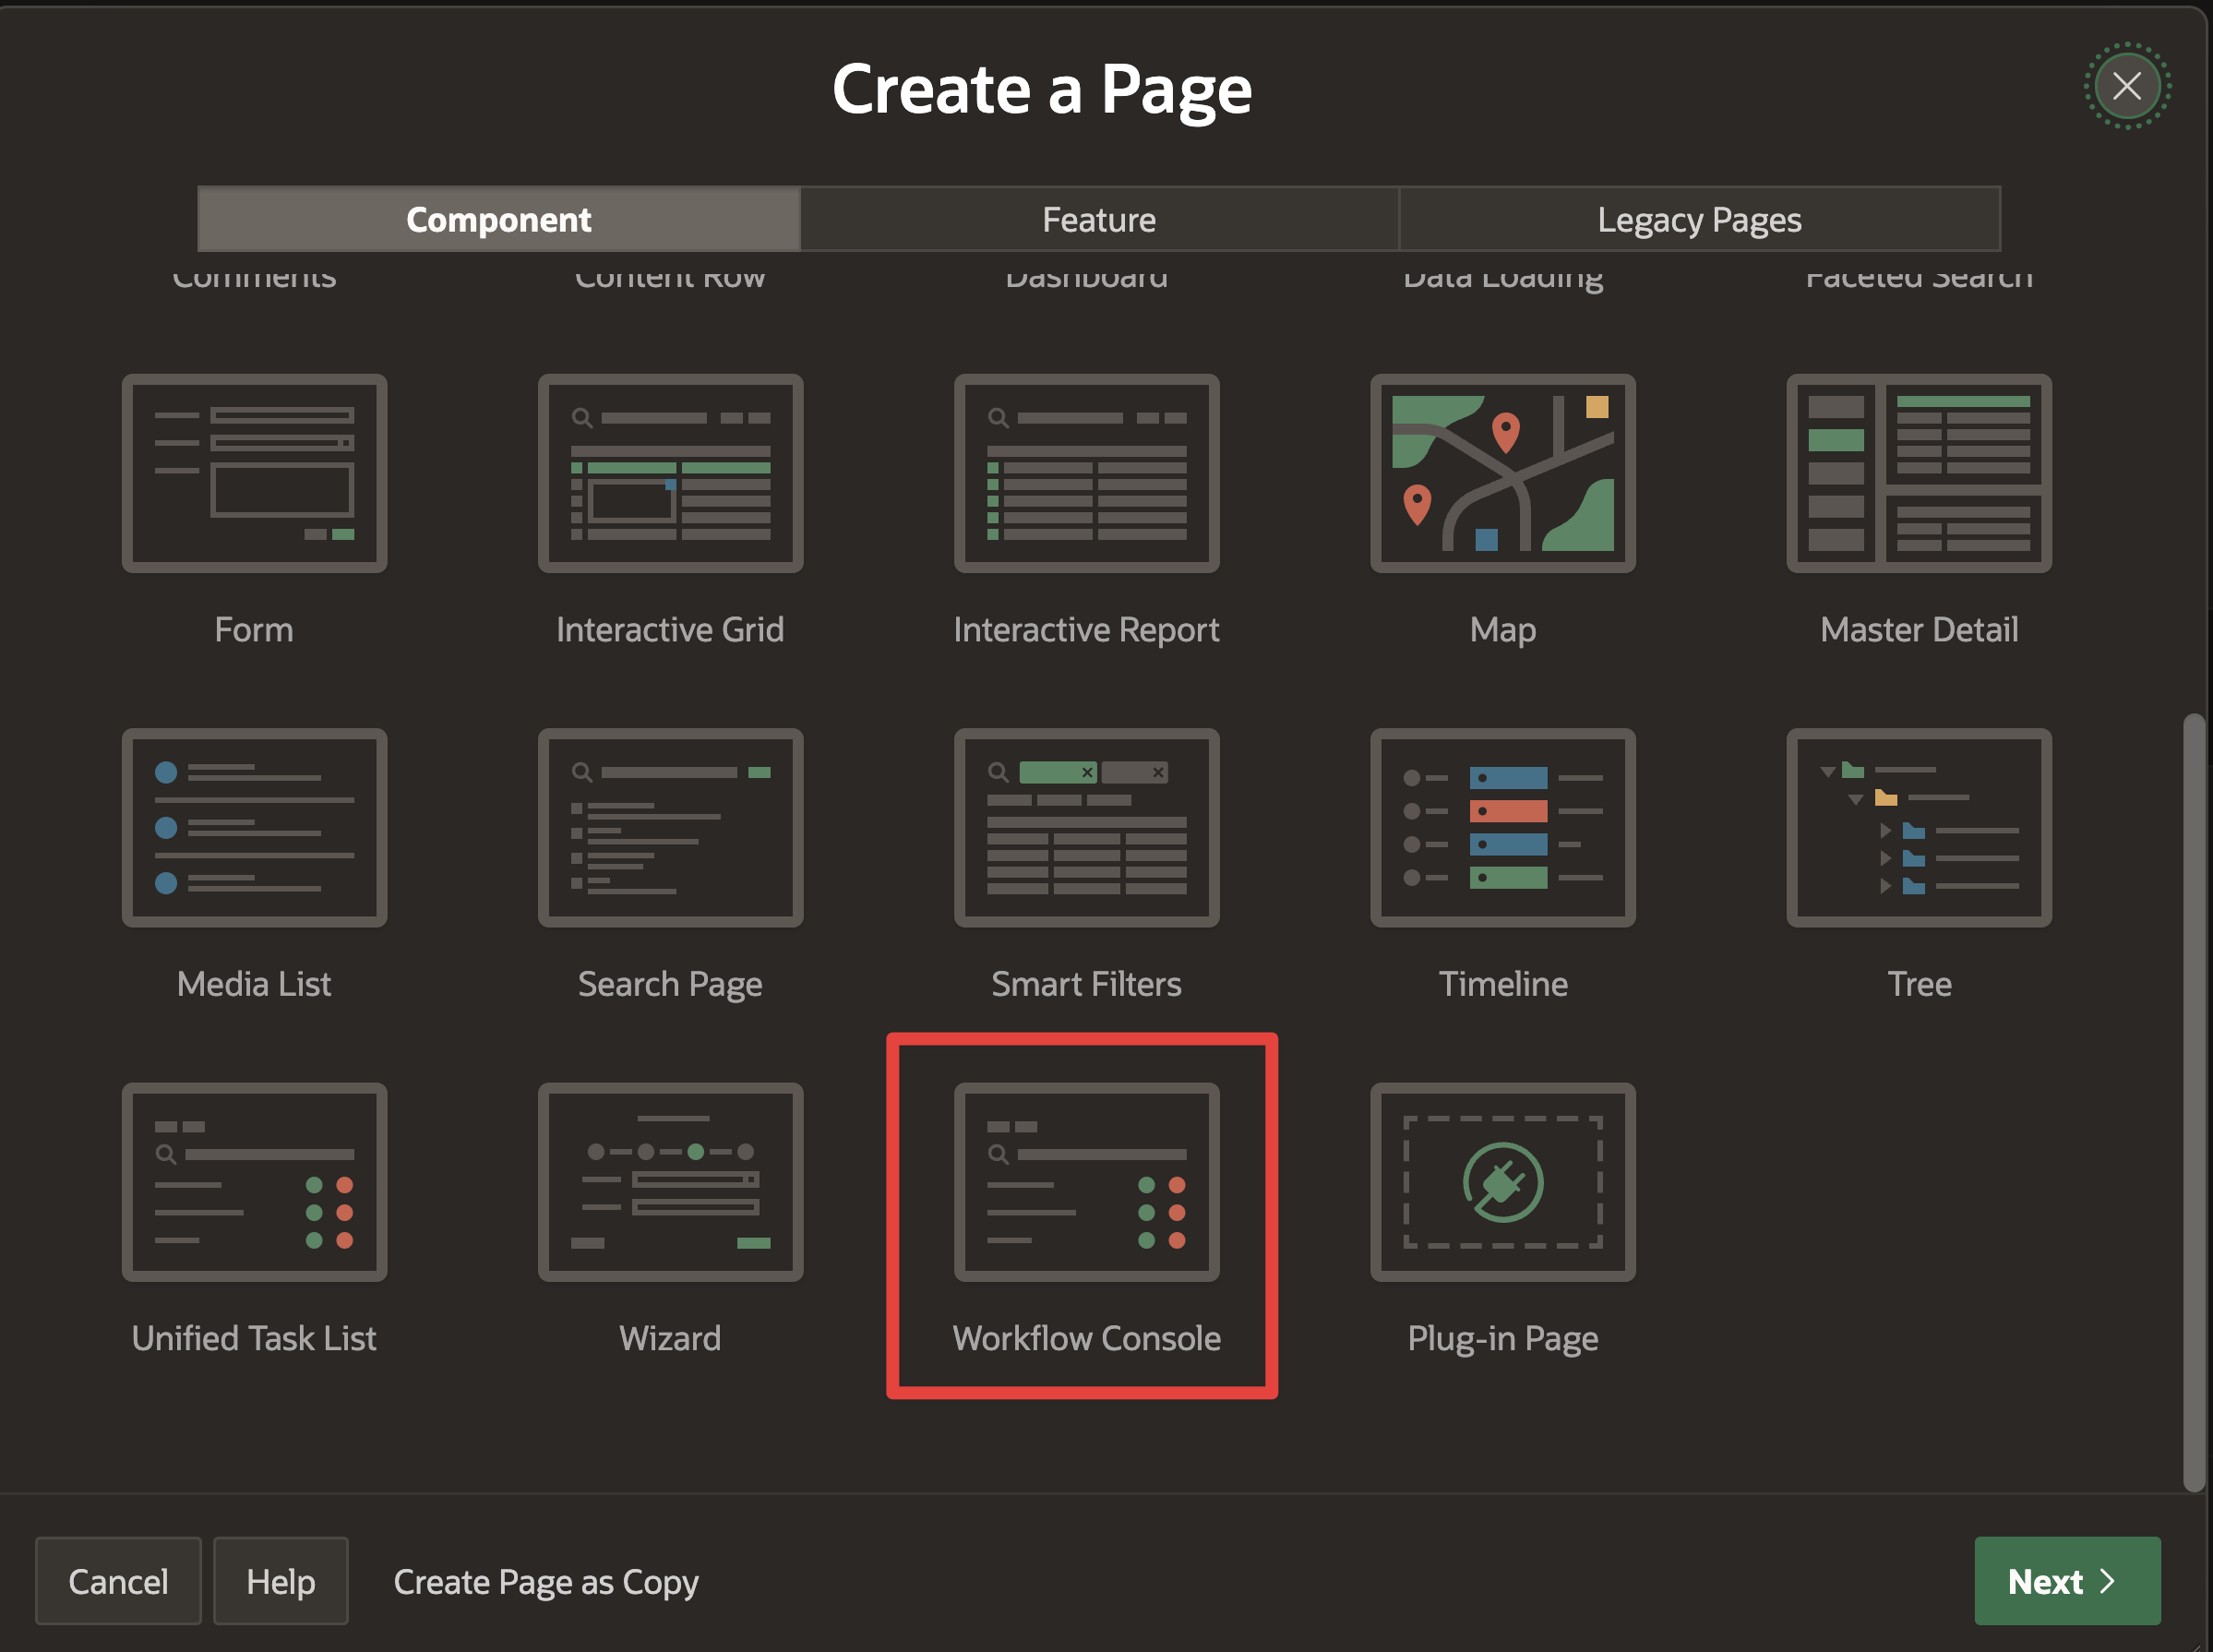 Create a Page
Component
Feature
Legacy Pages
Comments
Content Row
Dashboard
Data Loading
Faceted Search
Form
Interactive Grid
Interactive Report
Map
Master Detail
Media List
Search Page
Smart Filters
Timeline
Tree
Unified Task List
Wizard
Workflow Console
Plug-in Page
Cancel
Help
Create Page as Copy
Next